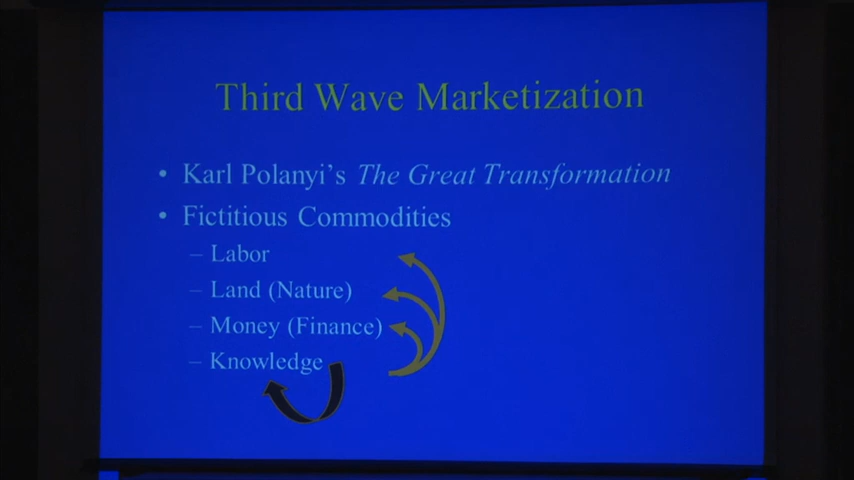 Third Wave Marketization
• Karl Polanyi's The Great Transformation
• Fictitious Commodities
– Labor
– Land (Nature)
– Money (Finance)
– Knowledge